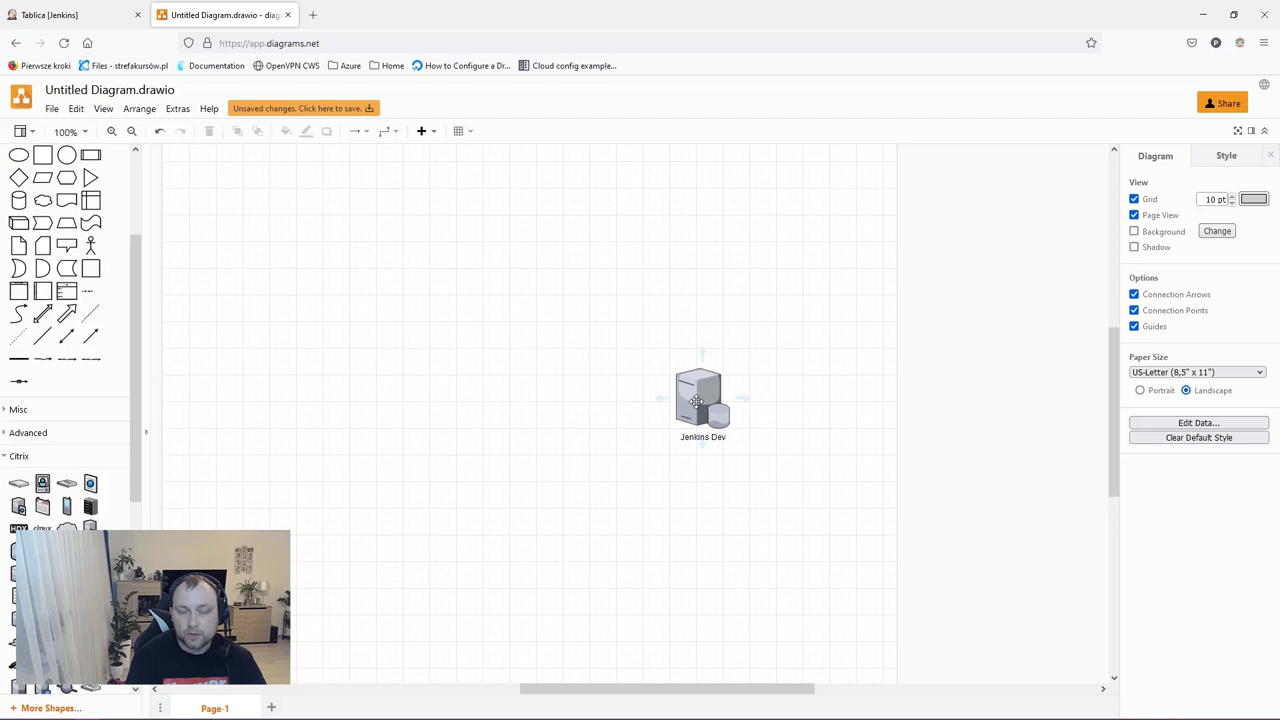 Tablica [Jenkins]
Untitled Diagram.drawio - diag
https://app.diagrams.net
Pierwsze kroki
Files - strefakursów.pl
Documentation
OpenVPN CWS
Azure
Home
How to Configure a Dr...
Cloud config example...
Untitled Diagram.drawio
File Edit View Arrange Extras Help
Unsaved changes. Click here to save.
Share
100%
Diagram
Style
View
Grid
10 pt
Page View
Background
Change
Shadow
Options
Connection Arrows
Connection Points
Guides
Paper Size
US-Letter (8,5" x 11")
Portrait
Landscape
Edit Data...
Clear Default Style
Misc
Advanced
Citrix
HDX
Jenkins Dev
More Shapes...
Page-1